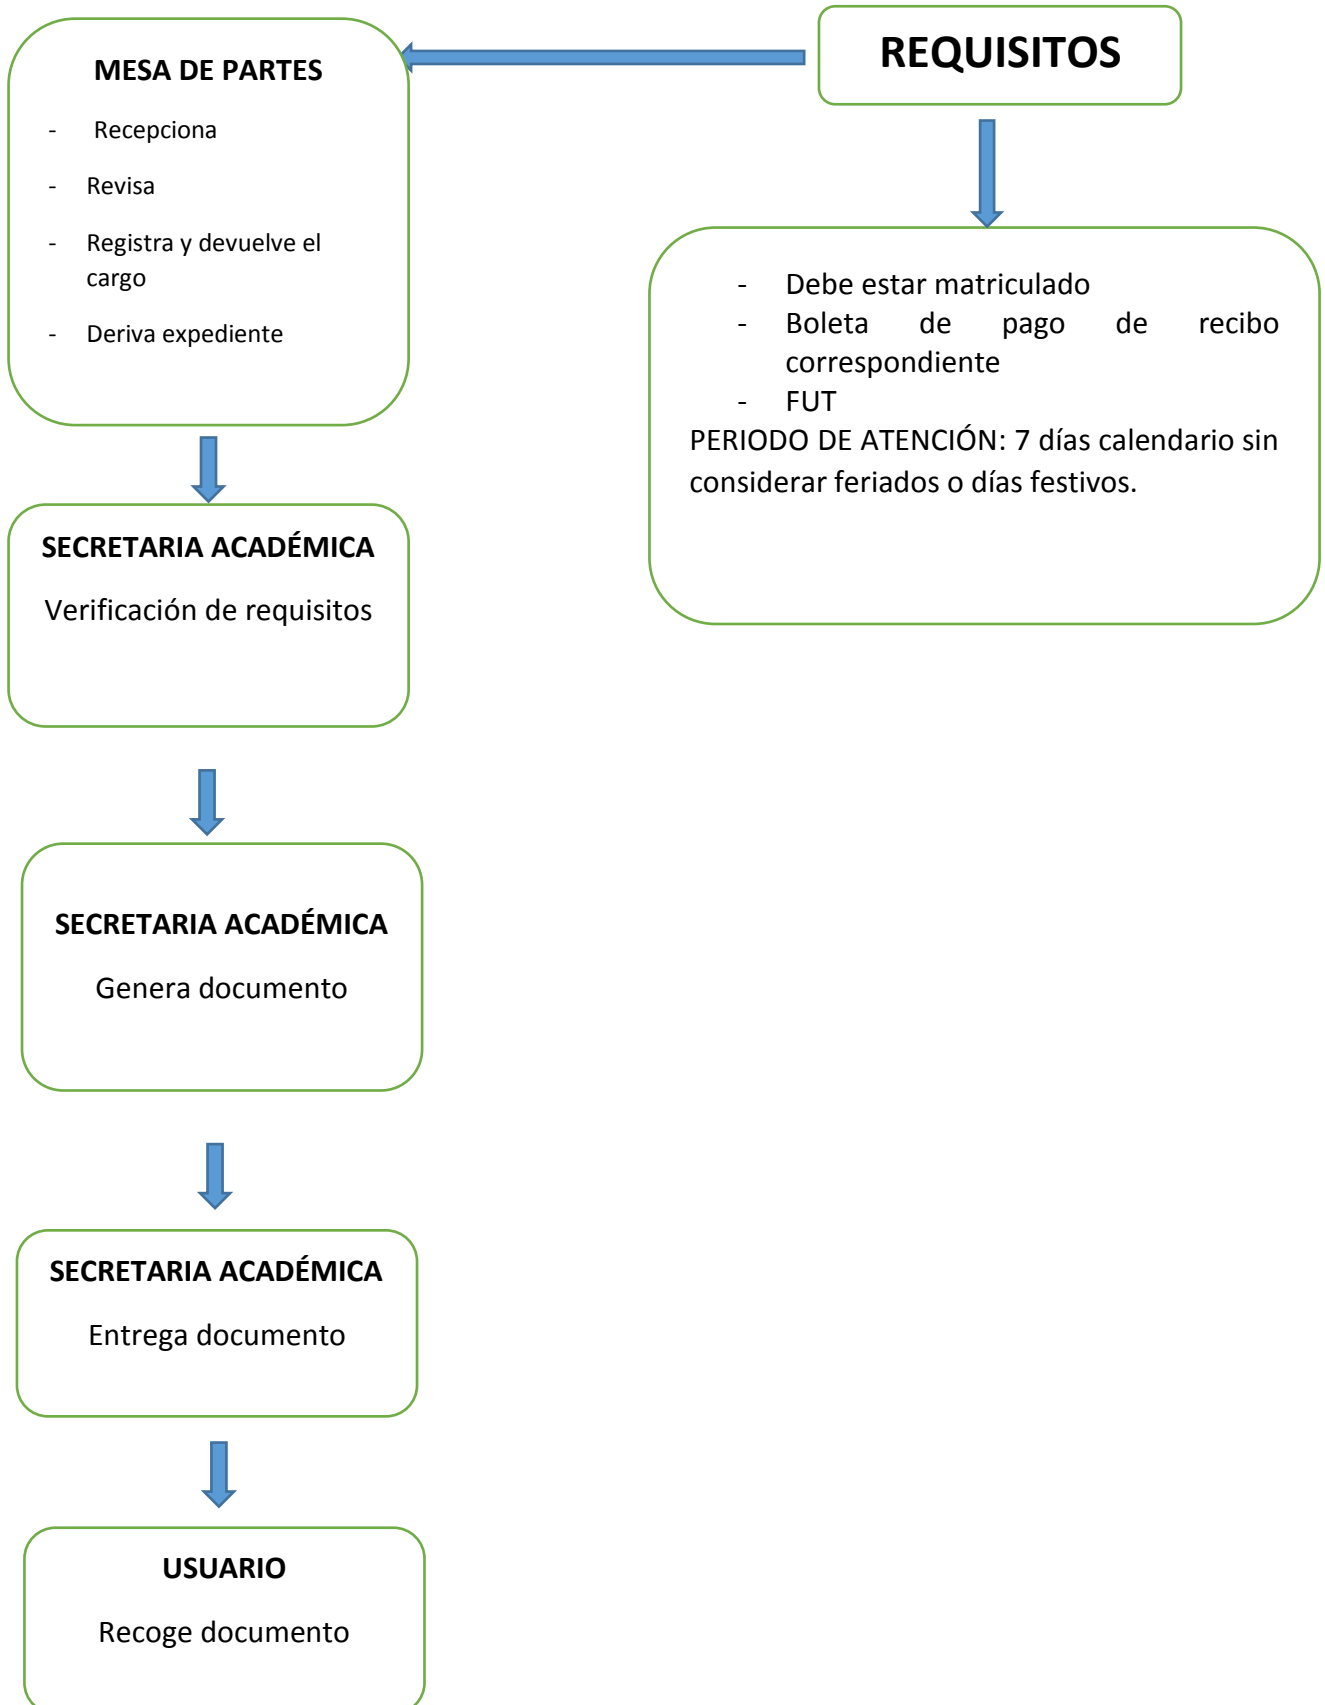 REQUISITOS
MESA DE PARTES
- Recepciona
- Revisa
- Registra y devuelve el
cargo
- Deriva expediente
- Debe estar matriculado
- Boleta de pago de recibo
correspondiente
- FUT
PERIODO DE ATENCIÓN: 7 días calendario sin
considerar feriados o días festivos.
SECRETARIA ACADÉMICA
Verificación de requisitos
SECRETARIA ACADÉMICA
Genera documento
SECRETARIA ACADÉMICA
Entrega documento
USUARIO
Recoge documento